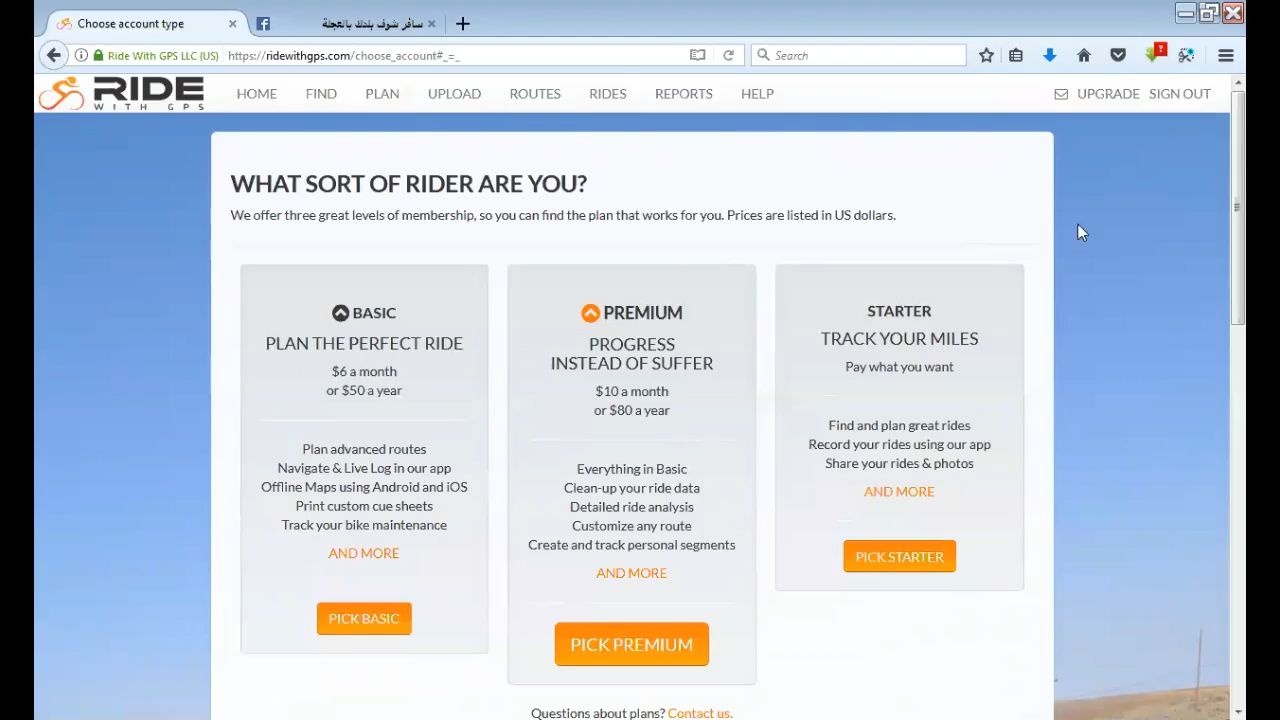 Choose account type
سافر شوف بلدك بالعجلة
Ride With GPS LLC (US)
https://ridewithgps.com/choose_account#_=_
Search
RIDE
WITH GPS
HOME
FIND
PLAN
UPLOAD
ROUTES
RIDES
REPORTS
HELP
UPGRADE
SIGN OUT
WHAT SORT OF RIDER ARE YOU?
We offer three great levels of membership, so you can find the plan that works for you. Prices are listed in US dollars.
BASIC
PLAN THE PERFECT RIDE
$6 a month
or $50 a year
Plan advanced routes
Navigate & Live Log in our app
Offline Maps using Android and iOS
Print custom cue sheets
Track your bike maintenance
AND MORE
PICK BASIC
PREMIUM
PROGRESS
INSTEAD OF SUFFER
$10 a month
or $80 a year
Everything in Basic
Clean-up your ride data
Detailed ride analysis
Customize any route
Create and track personal segments
AND MORE
PICK PREMIUM
STARTER
TRACK YOUR MILES
Pay what you want
Find and plan great rides
Record your rides using our app
Share your rides & photos
AND MORE
PICK STARTER
Questions about plans? Contact us.